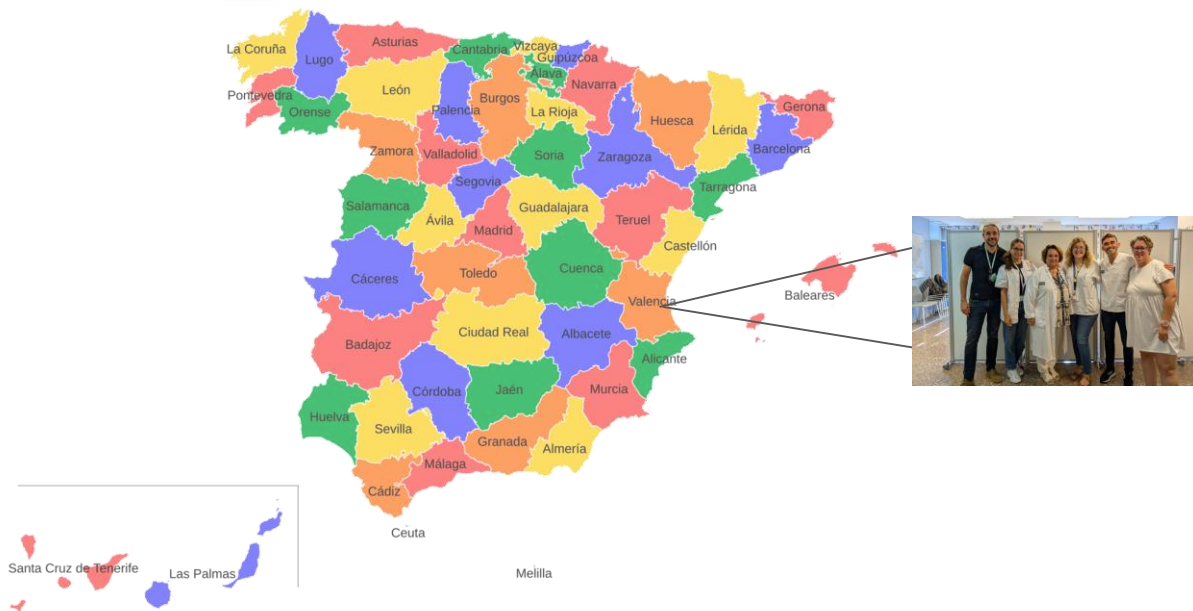 La Coruña
Lugo
Asturias
Cantabria
Vizcaya
Guipúzcoa
Álava
Navarra
Pontevedra
Orense
León
Palencia
Burgos
La Rioja
Huesca
Lérida
Gerona
Barcelona
Zamora
Valladolid
Soria
Zaragoza
Tarragona
Segovia
Salamanca
Ávila
Guadalajara
Teruel
Madrid
Castellón
Cáceres
Toledo
Cuenca
Baleares
Valencia
Ciudad Real
Albacete
Badajoz
Alicante
Córdoba
Jaén
Murcia
Huelva
Sevilla
Granada
Almería
Málaga
Cádiz
Ceuta
Santa Cruz de Tenerife
Las Palmas
Melilla